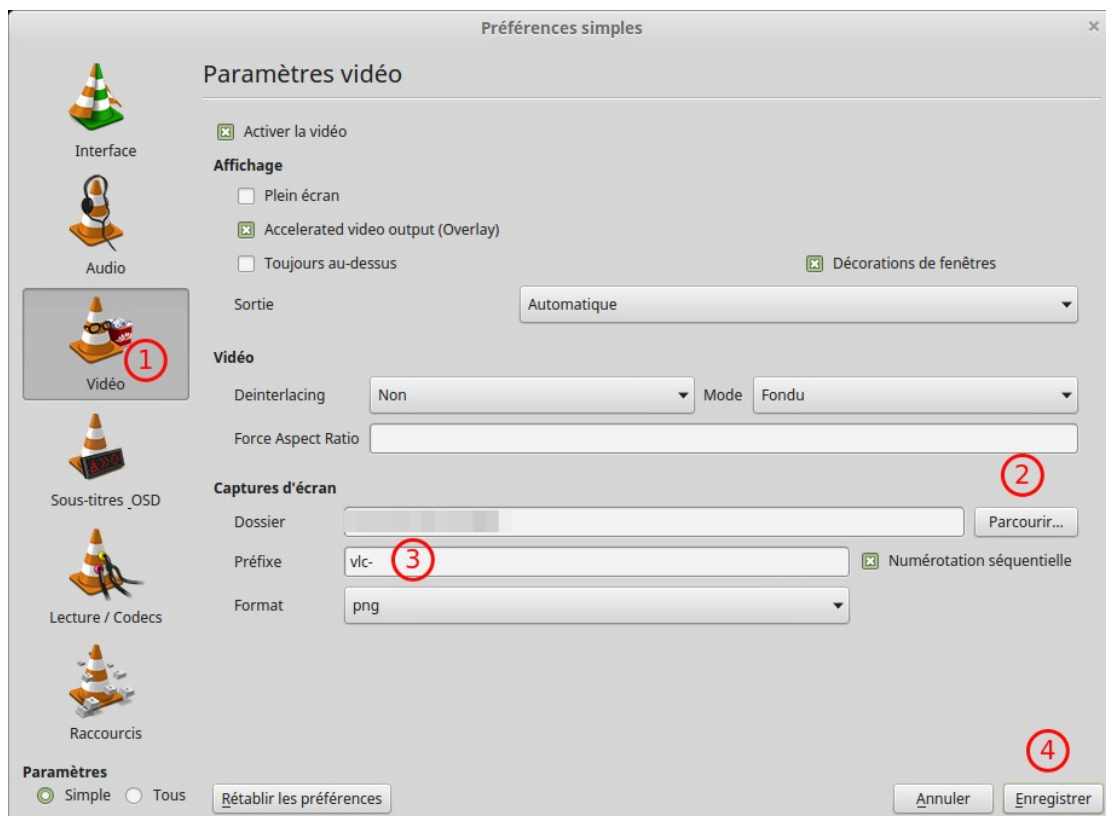 Préférences simples
Paramètres vidéo
Interface
Activer la vidéo
Affichage
Plein écran
Accelerated video output (Overlay)
Audio
Toujours au-dessus
Décorations de fenêtres
Sortie
Automatique
1
Vidéo
Vidéo
Deinterlacing
Non
Mode
Fondu
Force Aspect Ratio
2
Sous-titres_OSD
Captures d'écran
Dossier
Parcourir...
Préfixe
vlc-
3
Numérotation séquentielle
Lecture / Codecs
Format
png
Raccourcis
4
Paramètres
Simple
Tous
Rétablir les préférences
Annuler
Enregistrer